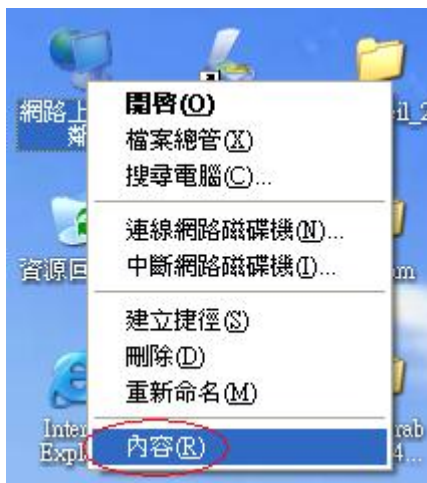 網路上
鄰
開啓(O)
檔案總管(X)
搜尋電腦(C)...
連線網路磁碟機(N)...
中斷網路磁碟機(I)...
資源回
建立捷徑(S)
刪除(D)
重新命名(M)
內容(R)
Inter
Expl